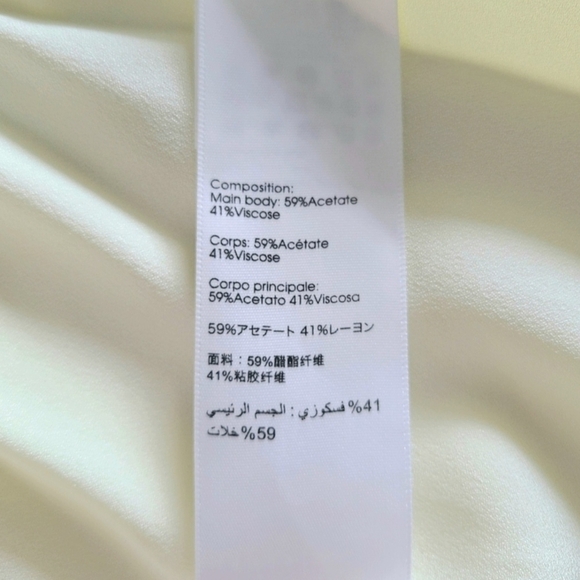 Composition:
Main body: 59%Acetate
41%Viscose
Corps: 59%Acétate
41%Viscose
Corpo principale:
59%Acetato 41%Viscosa
59%アセテート 41%レーヨン
面料：59%醋酯纤维
41%粘胶纤维
41% فسكوزي : الجسم الرئيسي
59% خلات